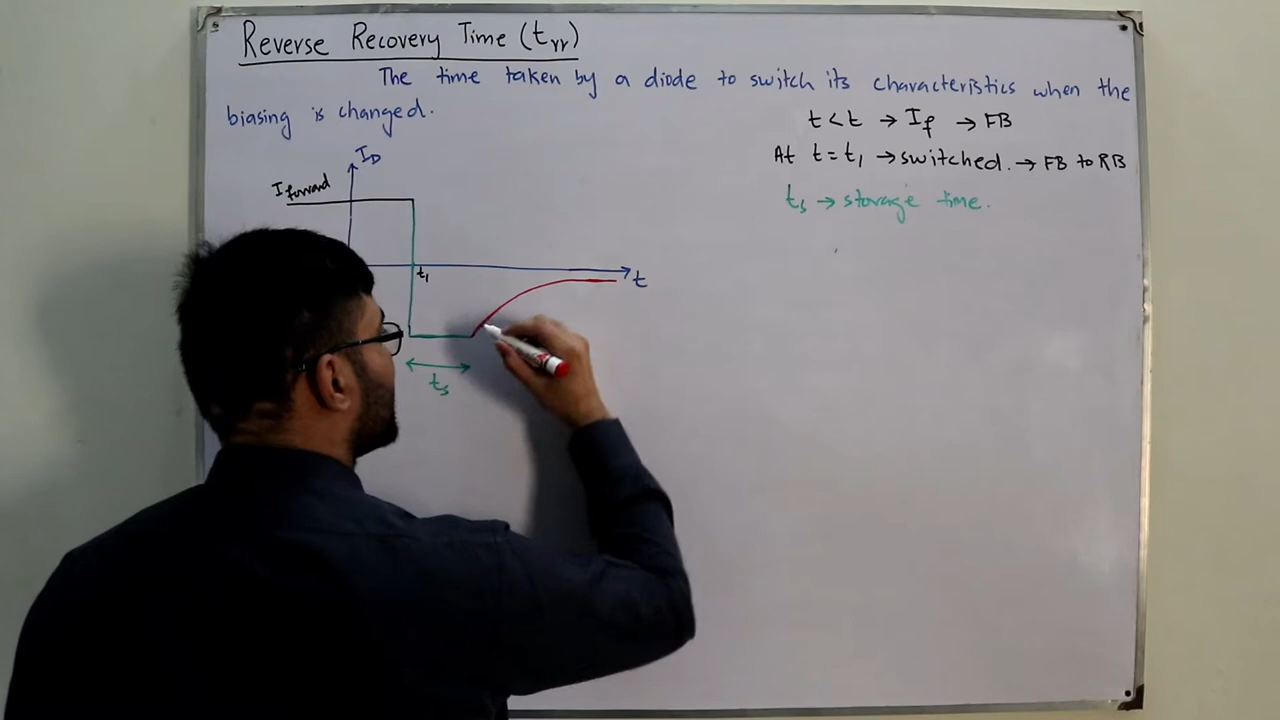 Reverse Recovery Time (trr)
The time taken by a diode to switch its characteristics when the
biasing is changed.
t < t → If → FB
At t = t1 → switched. → FB to RB
ts → storage time.
ID
Iforward
t1
t
ts